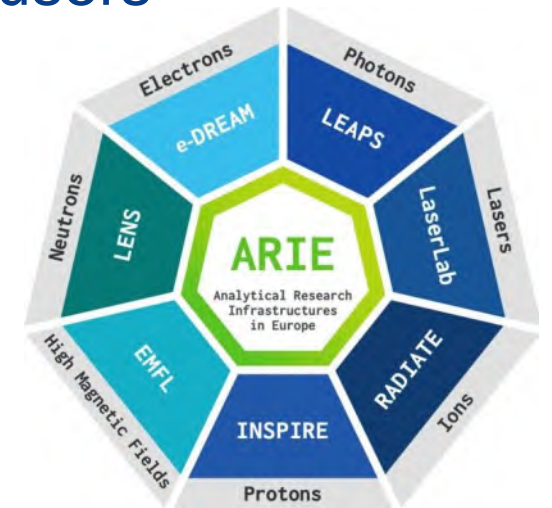 Electrons
e-DREAM
Photons
LEAPS
Lasers
LaserLab
Ions
RADIATE
INSPIRE
Protons
High Magnetic Fields
EMFL
Neutrons
LENS
ARIE
Analytical Research
Infrastructures
in Europe